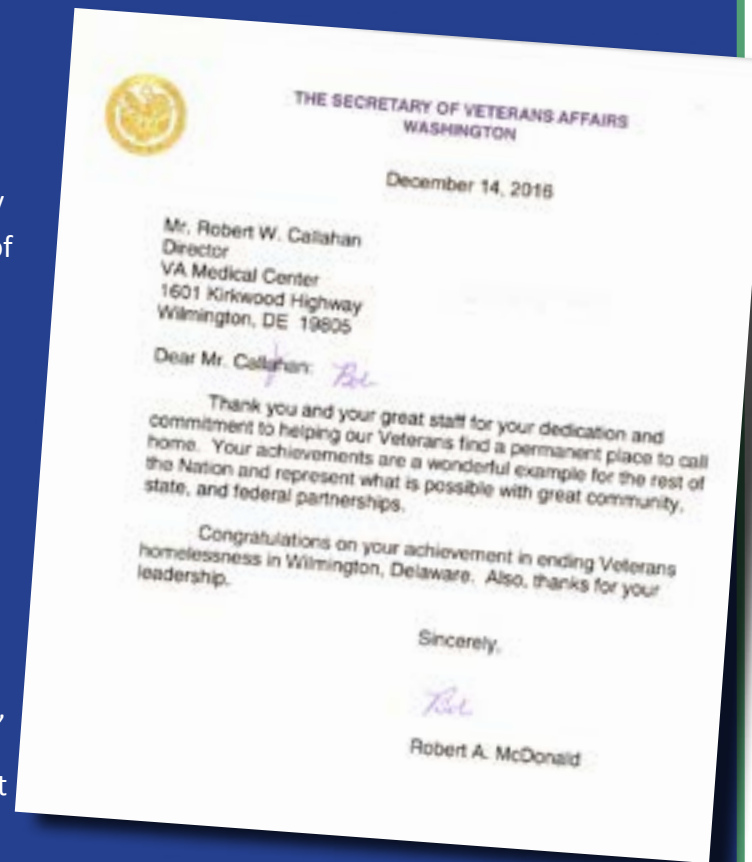 THE SECRETARY OF VETERANS AFFAIRS
WASHINGTON
December 14, 2016
Mr. Robert W. Callahan
Director
VA Medical Center
1601 Kirkwood Highway
Wilmington, DE 19805
Dear Mr. Callahan: Bob
Thank you and your great staff for your dedication and
commitment to helping our Veterans find a permanent place to call
home. Your achievements are a wonderful example for the rest of
the Nation and represent what is possible with great community,
state, and federal partnerships.
Congratulations on your achievement in ending Veterans
homelessness in Wilmington, Delaware. Also, thanks for your
leadership.
Sincerely,
Bob
Robert A. McDonald
of